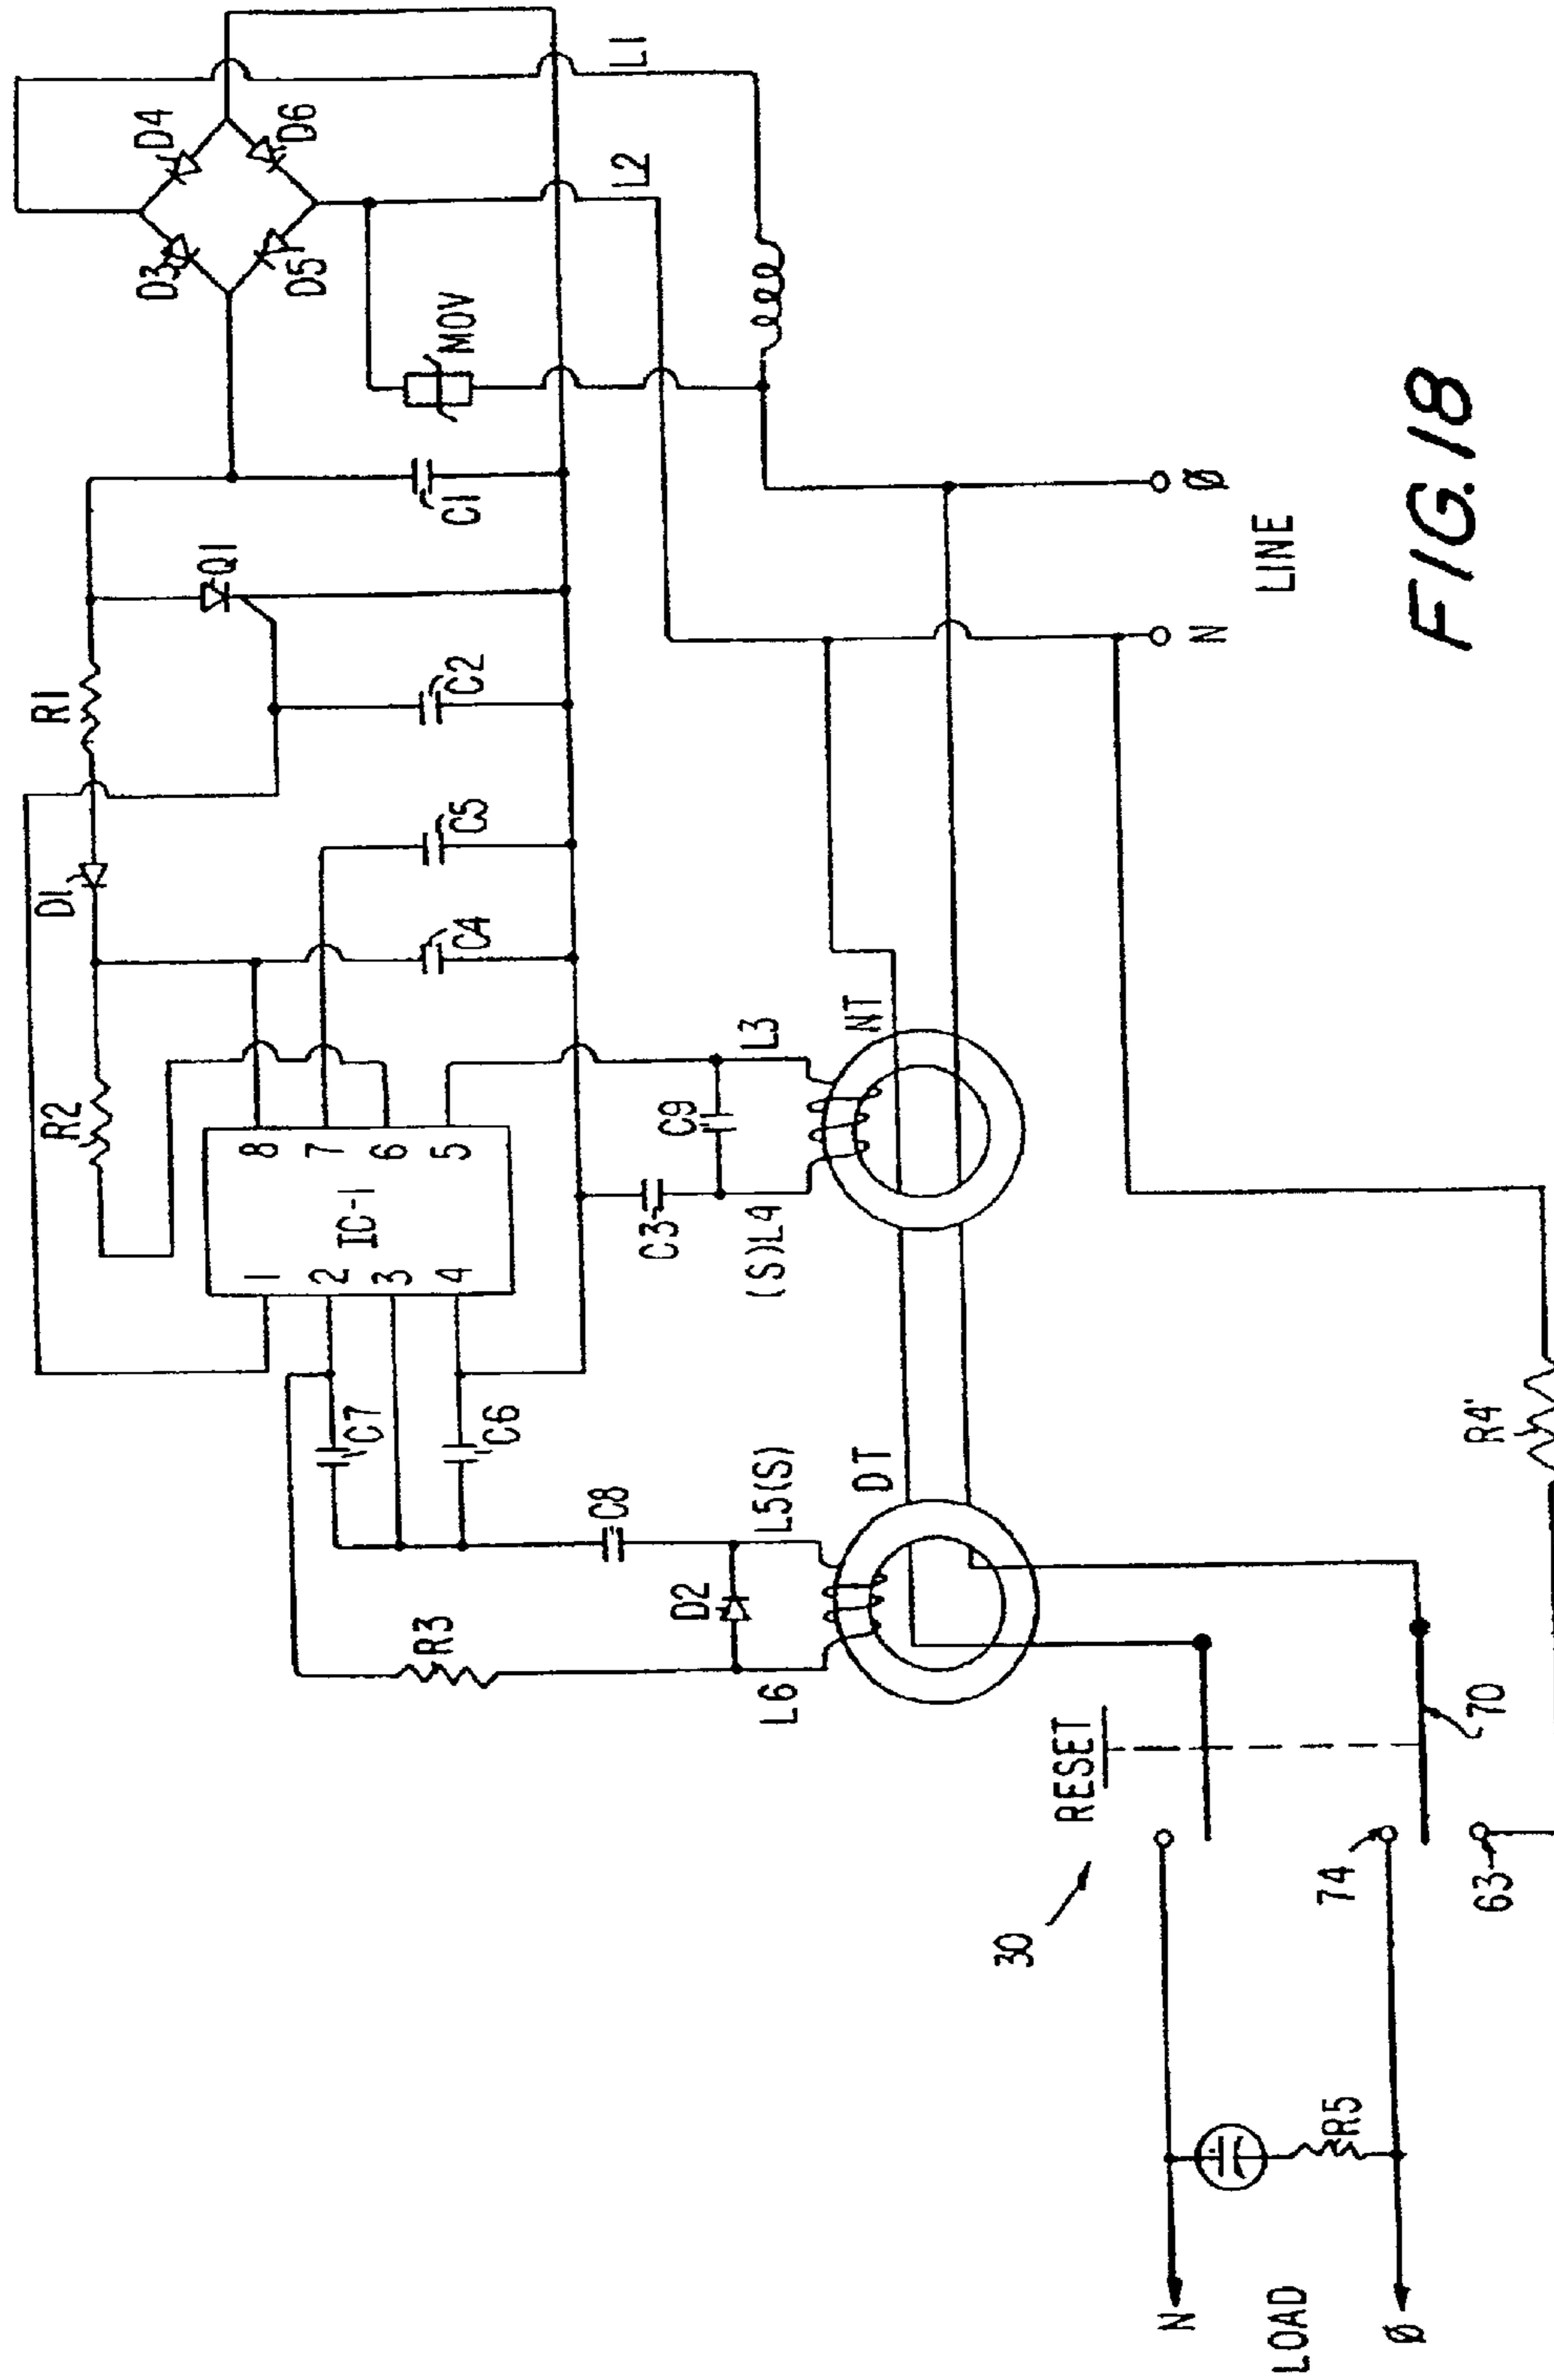 D4
D6
D3
D5
L1
L2
MOV
C1
Q1
R1
C2
D1
C5
C4
R2
8
7
6
5
IC-1
1
2
3
4
C7
C6
C9
L3
C3
(S)L4
NT
C8
L5(S)
D2
R3
L6
DT
N
Ø
LINE
R4'
RESET
30
70
74
63
R5
N
LOAD
Ø
FIG. 18